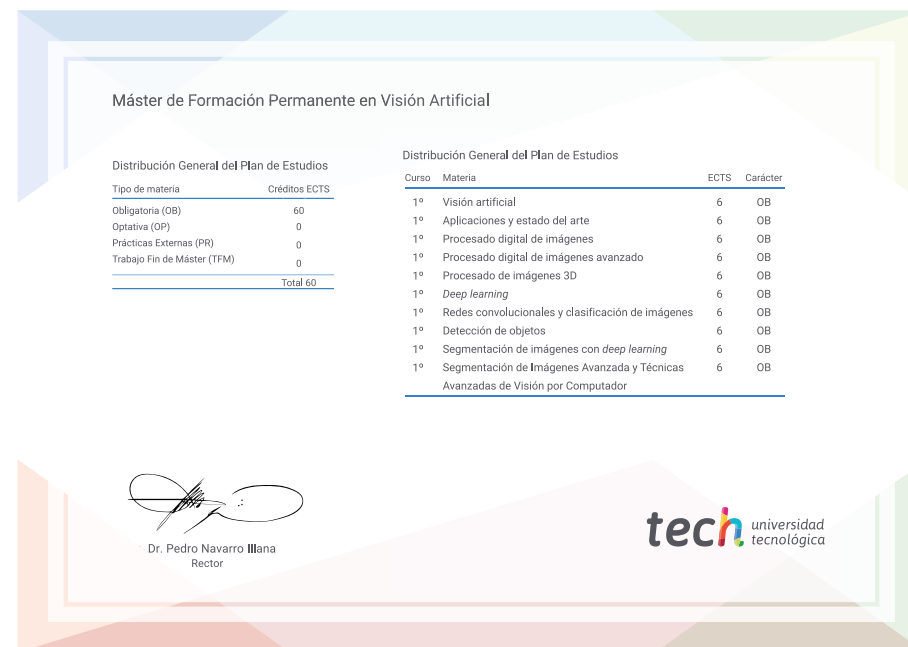 Máster de Formación Permanente en Visión Artificial
Distribución General del Plan de Estudios
Tipo de materia Créditos ECTS
Obligatoria (OB) 60
Optativa (OP) 0
Prácticas Externas (PR) 0
Trabajo Fin de Máster (TFM) 0
Total 60
Distribución General del Plan de Estudios
Curso Materia ECTS Carácter
1º Visión artificial 6 OB
1º Aplicaciones y estado del arte 6 OB
1º Procesado digital de imágenes 6 OB
1º Procesado digital de imágenes avanzado 6 OB
1º Procesado de imágenes 3D 6 OB
1º Deep learning 6 OB
1º Redes convolucionales y clasificación de imágenes 6 OB
1º Detección de objetos 6 OB
1º Segmentación de imágenes con deep learning 6 OB
1º Segmentación de Imágenes Avanzada y Técnicas 6 OB
Avanzadas de Visión por Computador
Dr. Pedro Navarro Illana
Rector
tech universidad
tecnológica